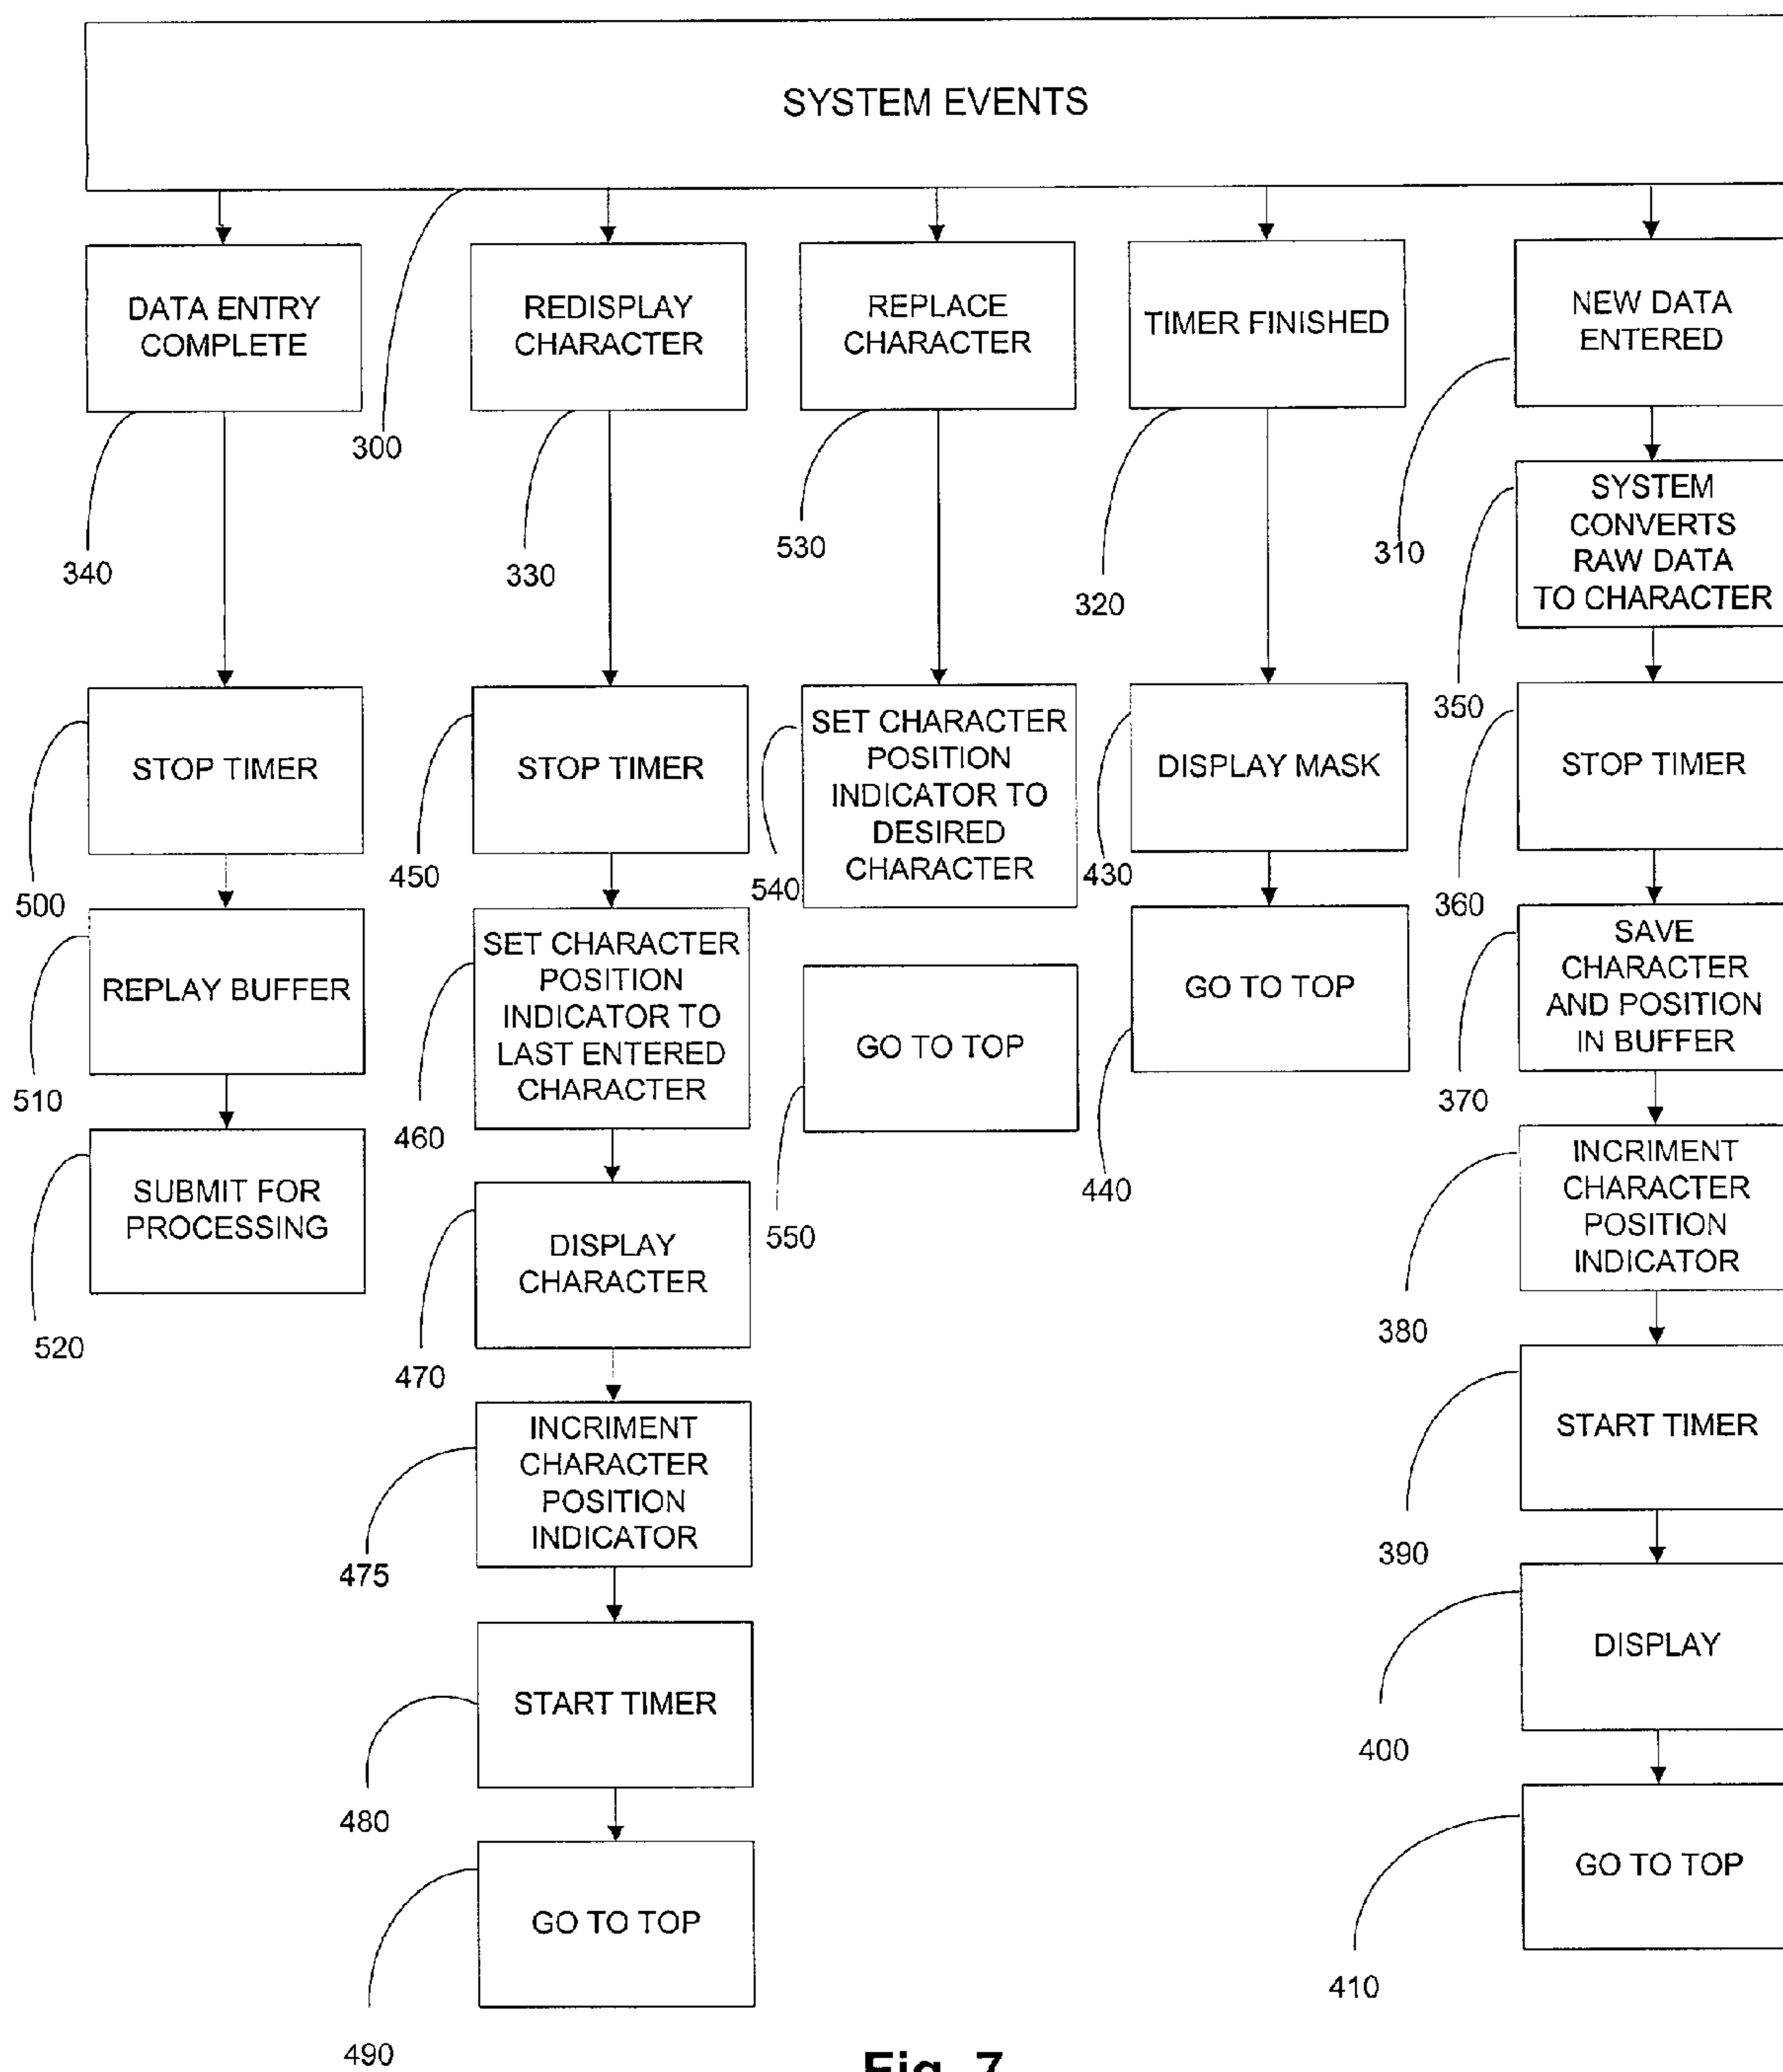 SYSTEM EVENTS
300
DATA ENTRY
COMPLETE
340
STOP TIMER
500
REPLAY BUFFER
510
SUBMIT FOR
PROCESSING
520
REDISPLAY
CHARACTER
330
STOP TIMER
450
SET CHARACTER
POSITION
INDICATOR TO
LAST ENTERED
CHARACTER
460
DISPLAY
CHARACTER
470
INCRIMENT
CHARACTER
POSITION
INDICATOR
475
START TIMER
480
GO TO TOP
490
REPLACE
CHARACTER
530
SET CHARACTER
POSITION
INDICATOR TO
DESIRED
CHARACTER
540
GO TO TOP
550
TIMER FINISHED
320
DISPLAY MASK
430
GO TO TOP
440
NEW DATA
ENTERED
310
SYSTEM
CONVERTS
RAW DATA
TO CHARACTER
350
STOP TIMER
360
SAVE
CHARACTER
AND POSITION
IN BUFFER
370
INCRIMENT
CHARACTER
POSITION
INDICATOR
380
START TIMER
390
DISPLAY
400
GO TO TOP
410
Fig. 7